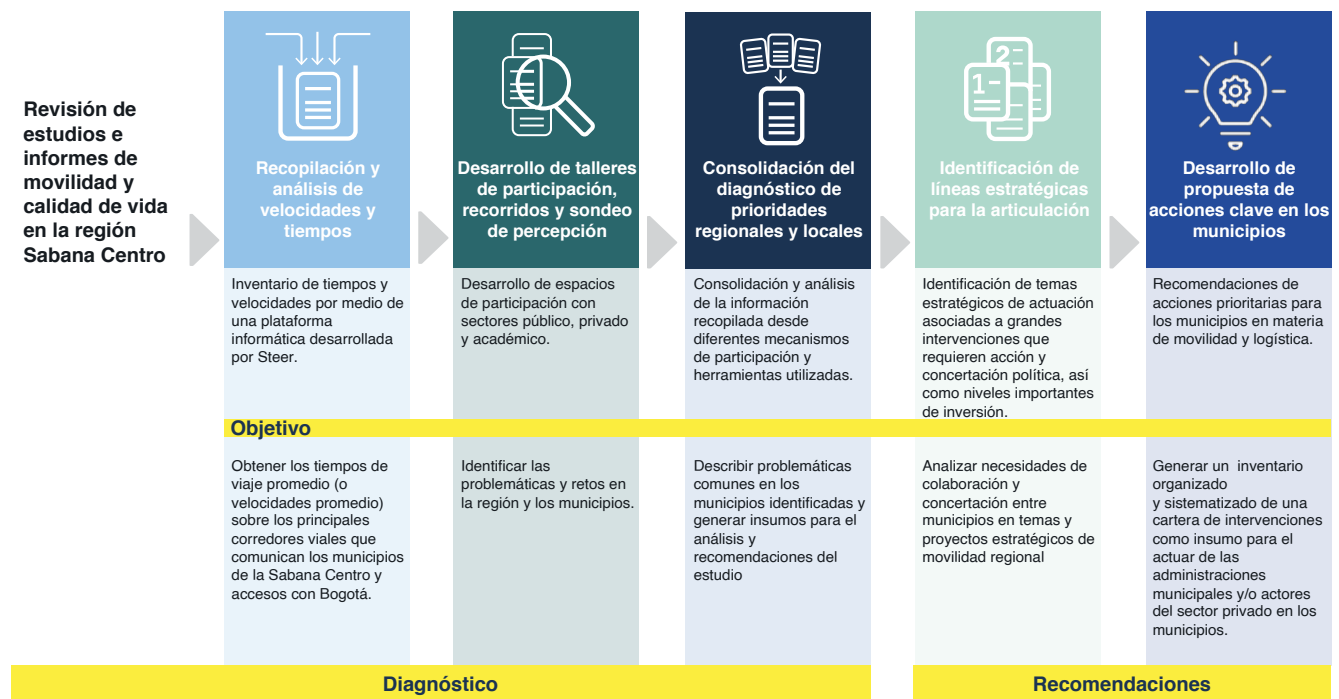 Revisión de
estudios e
informes de
movilidad y
calidad de vida
en la región
Sabana Centro
Recopilación y
análisis de
velocidades y
tiempos
Inventario de tiempos y
velocidades por medio de
una plataforma
informática desarrollada
por Steer.
Desarrollo de talleres
de participación,
recorridos y sondeo
de percepción
Desarrollo de espacios
de participación con
sectores público, privado
y académico.
Consolidación del
diagnóstico de
prioridades
regionales y locales
Consolidación y análisis
de la información
recopilada desde
diferentes mecanismos
de participación y
herramientas utilizadas.
2
1
Identificación de
líneas estratégicas
para la articulación
Identificación de temas
estratégicos de actuación
asociadas a grandes
intervenciones que
requieren acción y
concertación política, así
como niveles importantes
de inversión.
Desarrollo de
propuesta de
acciones clave en los
municipios
Recomendaciones de
acciones prioritarias para
los municipios en materia
de movilidad y logística.
Objetivo
Obtener los tiempos de
viaje promedio (o
velocidades promedio)
sobre los principales
corredores viales que
comunican los municipios
de la Sabana Centro y
accesos con Bogotá.
Identificar las
problemáticas y retos en
la región y los municipios.
Describir problemáticas
comunes en los
municipios identificadas y
generar insumos para el
análisis y
recomendaciones del
estudio
Analizar necesidades de
colaboración y
concertación entre
municipios en temas y
proyectos estratégicos de
movilidad regional
Generar un inventario
organizado
y sistematizado de una
cartera de intervenciones
como insumo para el
actuar de las
administraciones
municipales y/o actores
del sector privado en los
municipios.
Diagnóstico
Recomendaciones